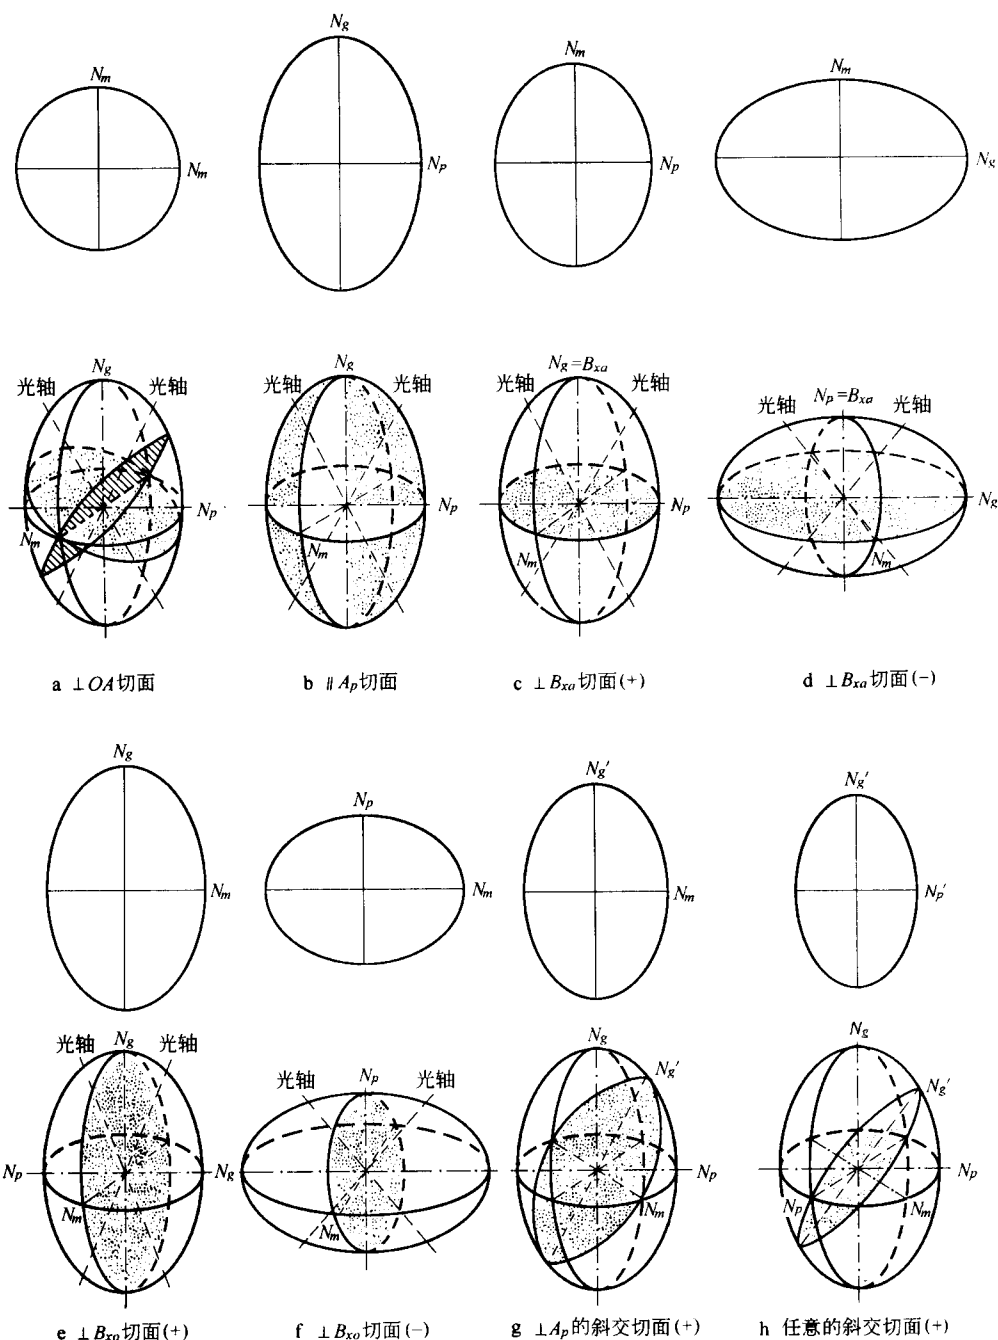 Ng
Nm
Nm
Nm
Nm
Np
Np
Ng
Ng
光轴
光轴
Np
Nm
Ng
光轴
光轴
Np
Nm
Ng=Bxa
光轴
光轴
Np
Nm
Np=Bxa
光轴
光轴
Ng
Nm
a ⊥OA切面
b ∥Ap切面
c ⊥Bxa切面(+)
d ⊥Bxa切面(-)
Ng
Nm
Np
Nm
Ng′
Nm
Ng′
Np′
光轴
Ng
光轴
Np
Nm
Np
光轴
光轴
Ng
Nm
Ng
Ng′
Np
Nm
Ng
Ng′
Np
Np
Nm
e ⊥Bxo切面(+)
f ⊥Bxo切面(-)
g ⊥Ap的斜交切面(+)
h 任意的斜交切面(+)